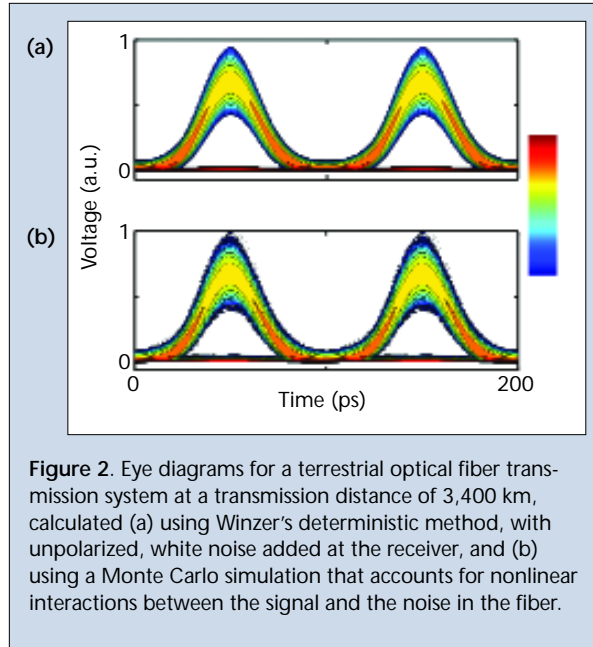 (a)
1
0
(b)
1
0
Voltage (a.u.)
0
200
Time (ps)
Figure 2. Eye diagrams for a terrestrial optical fiber trans-
mission system at a transmission distance of 3,400 km,
calculated (a) using Winzer's deterministic method, with
unpolarized, white noise added at the receiver, and (b)
using a Monte Carlo simulation that accounts for nonlinear
interactions between the signal and the noise in the fiber.